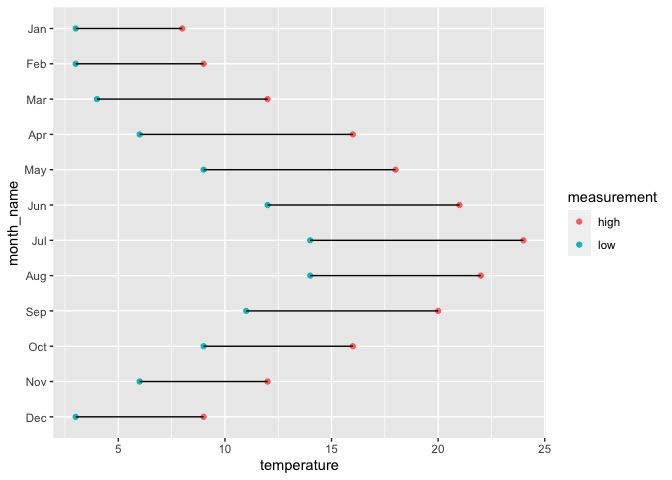 Jan
Feb
Mar
Apr
May
Jun
Jul
Aug
Sep
Oct
Nov
Dec
month_name
5 10 15 20 25
temperature
measurement
high
low